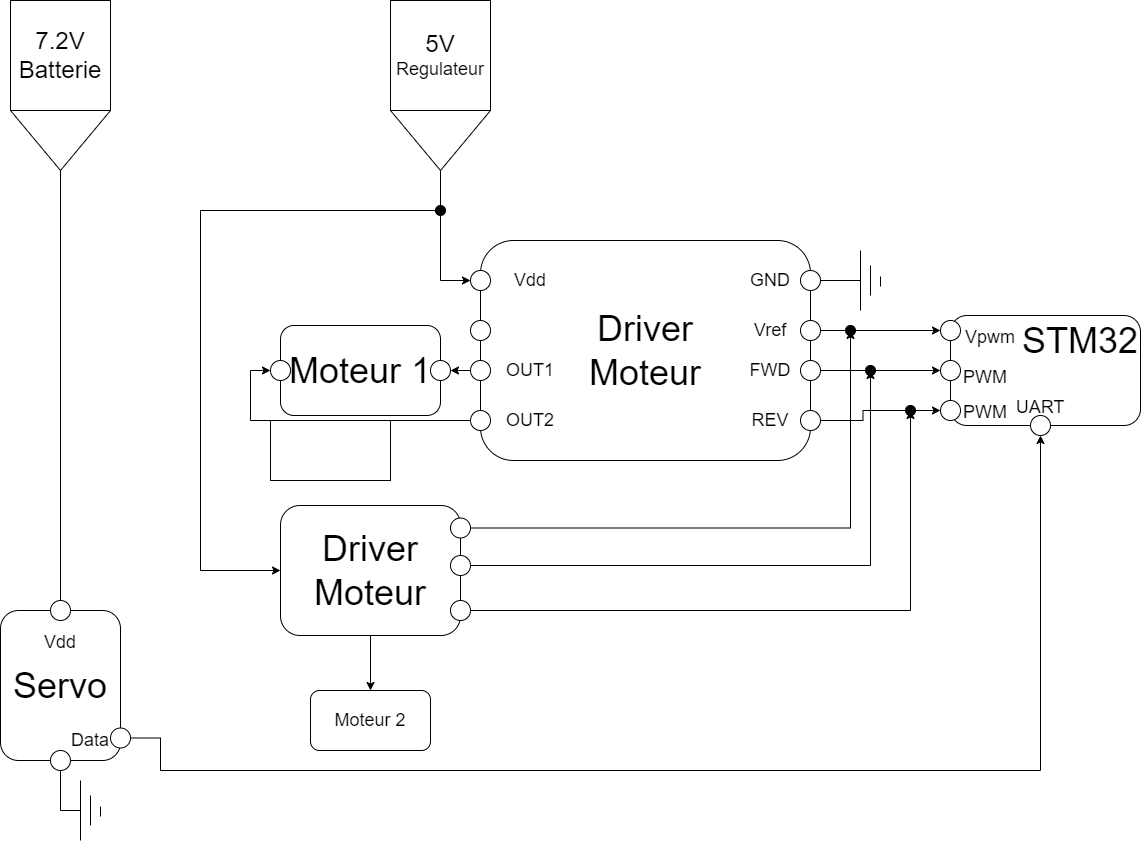 7.2V
Batterie
5V
Regulateur
Vdd
GND
Driver
Moteur
Vref
Vpwm
STM32
Moteur 1
OUT1
FWD
PWM
OUT2
REV
PWM
UART
Driver
Moteur
Vdd
Servo
Moteur 2
Data